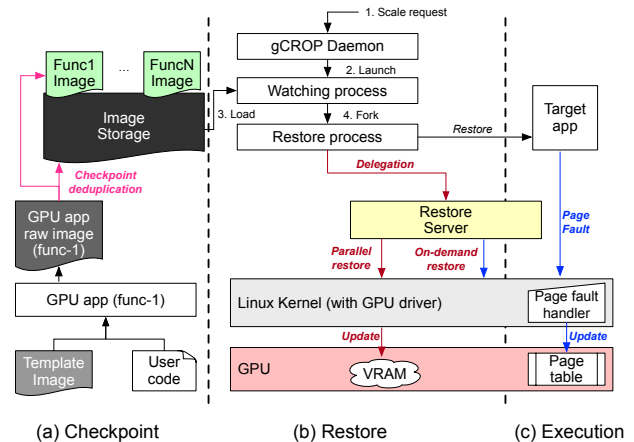 1. Scale request
gCROP Daemon
2. Launch
Watching process
3. Load
4. Fork
Restore process
Restore
Target
app
Func1
Image
...
FuncN
Image
Image
Storage
Checkpoint
deduplication
GPU app
raw image
(func-1)
GPU app (func-1)
Template
Image
User
code
Delegation
Restore
Server
Parallel
restore
On-demand
restore
Page
Fault
Linux Kernel (with GPU driver)
Page fault
handler
Update
Update
GPU
VRAM
Page
table
(a) Checkpoint
(b) Restore
(c) Execution